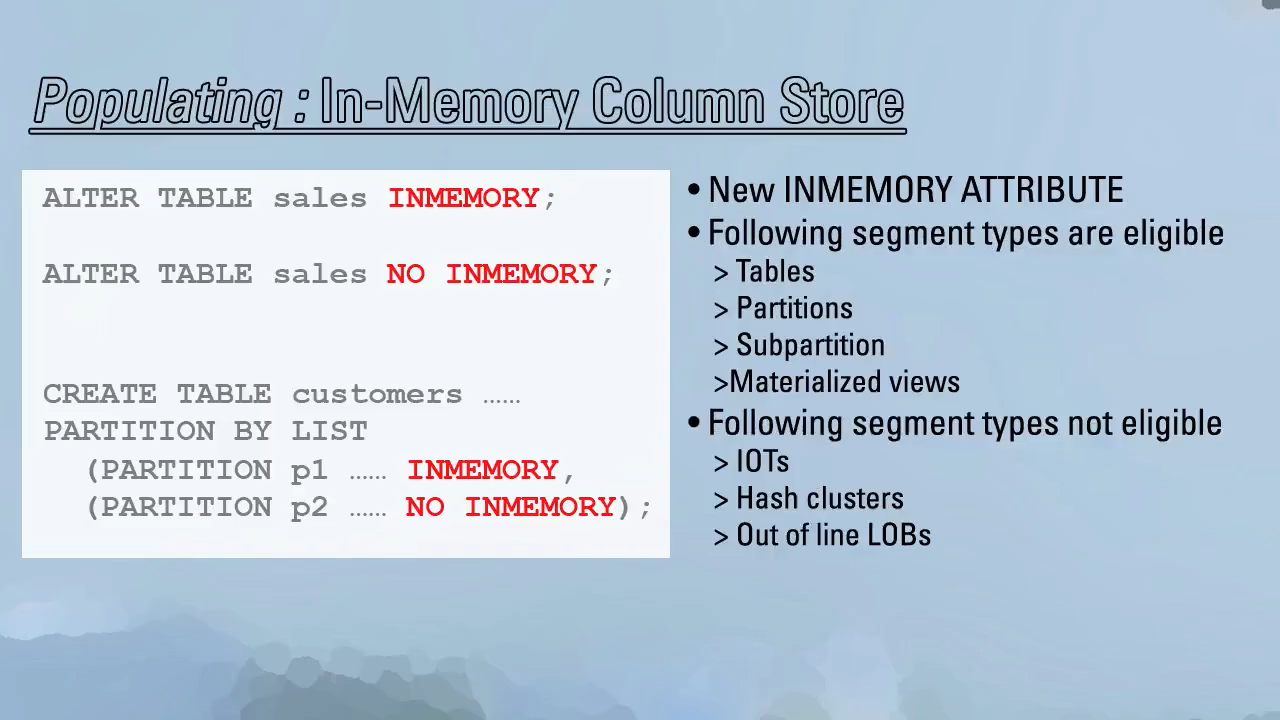 Populating : In-Memory Column Store
ALTER TABLE sales INMEMORY;
ALTER TABLE sales NO INMEMORY;
CREATE TABLE customers ……
PARTITION BY LIST
(PARTITION p1 …… INMEMORY,
(PARTITION p2 …… NO INMEMORY);
• New INMEMORY ATTRIBUTE
• Following segment types are eligible
> Tables
> Partitions
> Subpartition
>Materialized views
• Following segment types not eligible
> IOTs
> Hash clusters
> Out of line LOBs